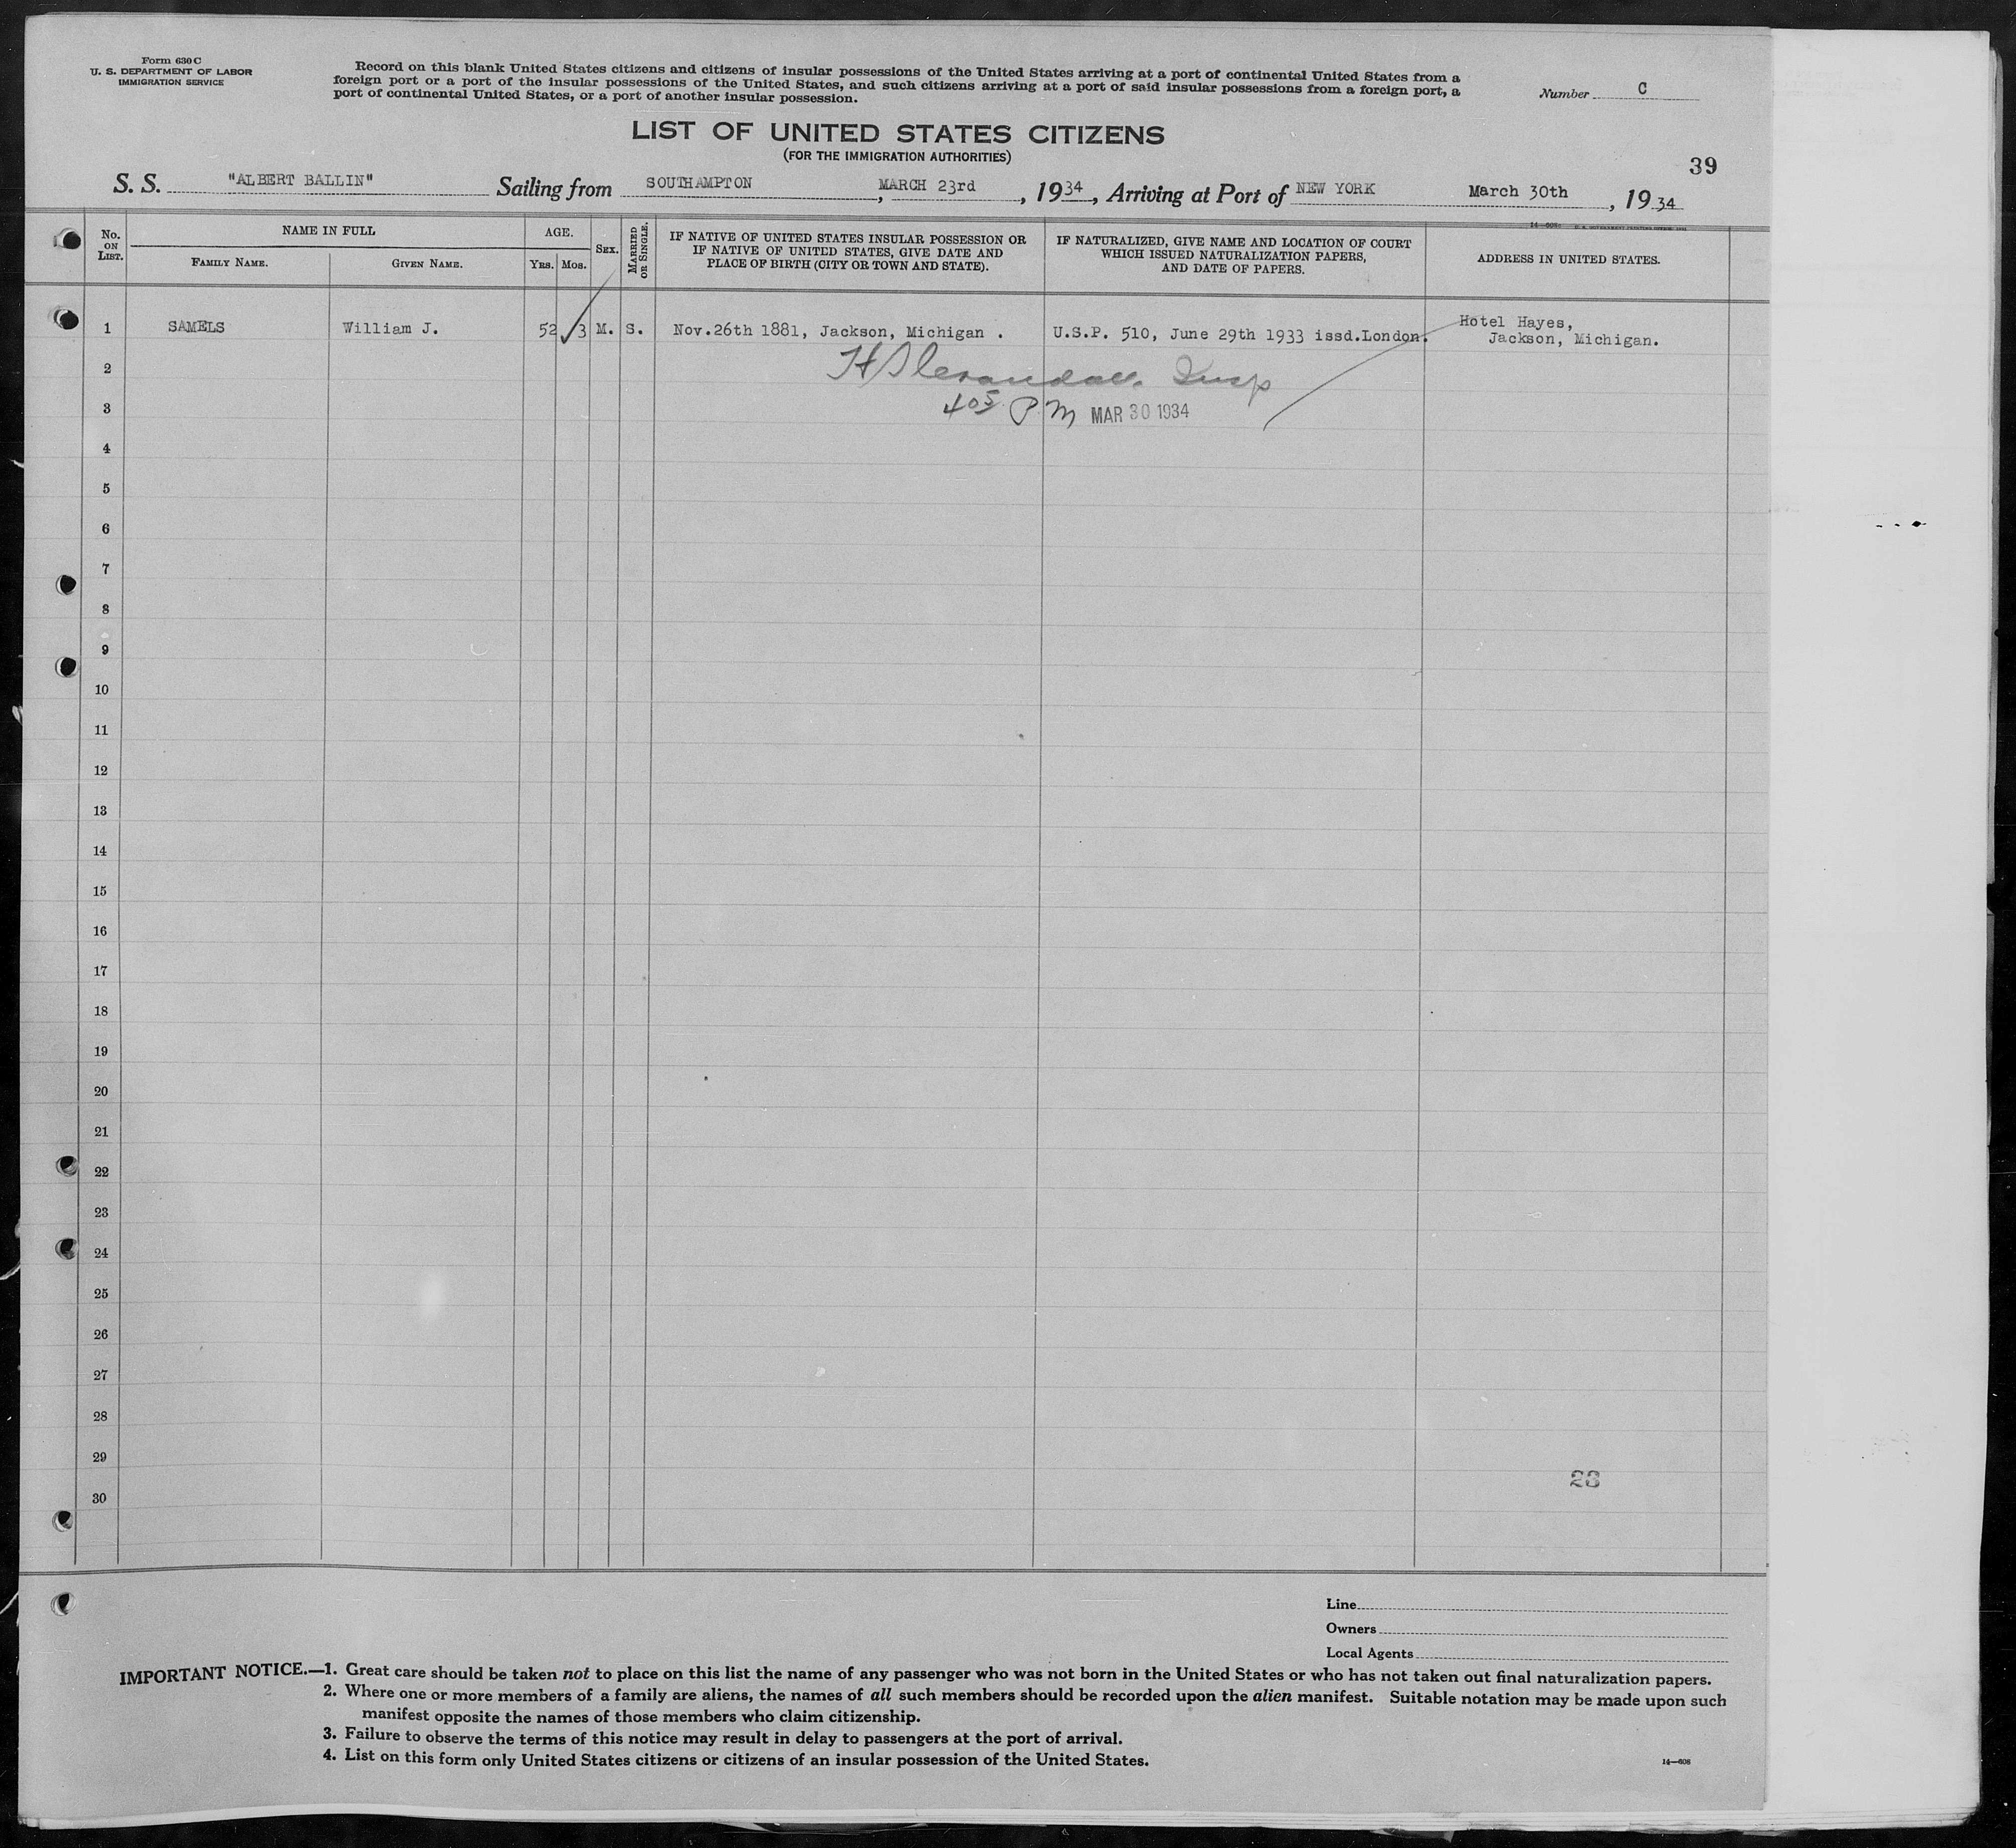 Form 630 C
U. S. DEPARTMENT OF LABOR
IMMIGRATION SERVICE
Record on this blank United States citizens and citizens of insular possessions of the United States arriving at a port of continental United States from a
foreign port or a port of the insular possessions of the United States, and such citizens arriving at a port of said insular possessions from a foreign port, a
port of continental United States, or a port of another insular possession.
Number C
LIST OF UNITED STATES CITIZENS
(FOR THE IMMIGRATION AUTHORITIES)
39
S. S. "ALBERT BALLIN" Sailing from SOUTHAMPTON, MARCH 23rd, 1934, Arriving at Port of NEW YORK March 30th, 1934
No. ON LIST.
NAME IN FULL
FAMILY NAME.
GIVEN NAME.
AGE.
YRS.
MOS.
SEX.
MARRIED OR SINGLE.
IF NATIVE OF UNITED STATES INSULAR POSSESSION OR
IF NATIVE OF UNITED STATES, GIVE DATE AND
PLACE OF BIRTH (CITY OR TOWN AND STATE).
IF NATURALIZED, GIVE NAME AND LOCATION OF COURT
WHICH ISSUED NATURALIZATION PAPERS,
AND DATE OF PAPERS.
ADDRESS IN UNITED STATES.
1 SAMELS William J. 52 3 M. S. Nov.26th 1881, Jackson, Michigan . U.S.P. 510, June 29th 1933 issd.London. Hotel Hayes,
Jackson, Michigan.
2 Insp
3 4 05 P M MAR 30 1934
4
5
6
7
8
9
10
11
12
13
14
15
16
17
18
19
20
21
22
23
24
25
26
27
28
29
30
28
Line
Owners
Local Agents
IMPORTANT NOTICE.—1. Great care should be taken not to place on this list the name of any passenger who was not born in the United States or who has not taken out final naturalization papers.
2. Where one or more members of a family are aliens, the names of all such members should be recorded upon the alien manifest. Suitable notation may be made upon such
manifest opposite the names of those members who claim citizenship.
3. Failure to observe the terms of this notice may result in delay to passengers at the port of arrival.
4. List on this form only United States citizens or citizens of an insular possession of the United States.
14—608